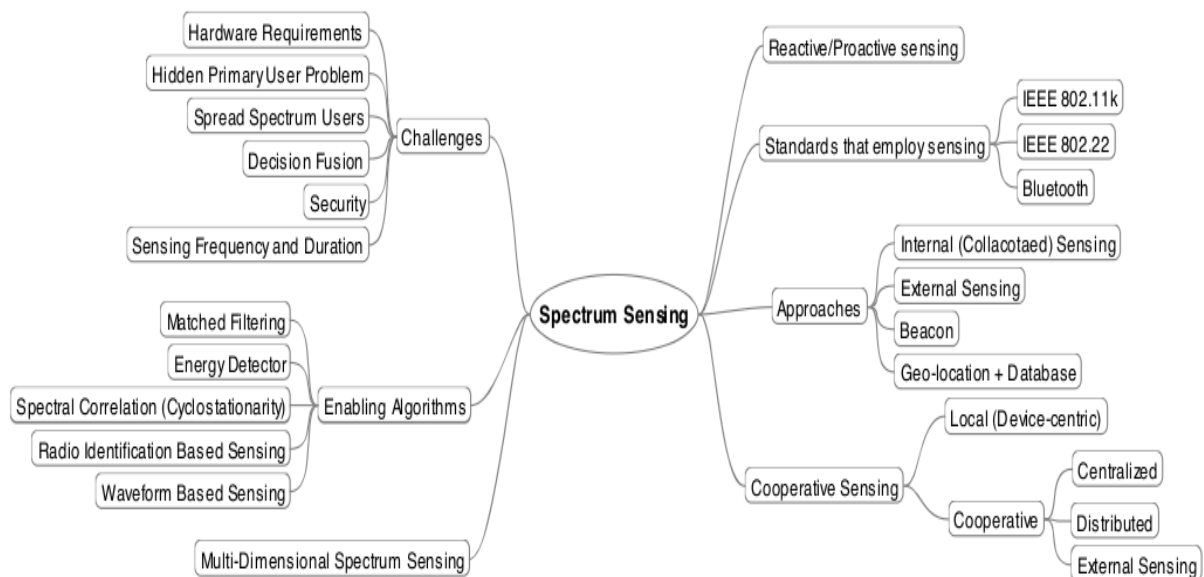 Hardware Requirements
Hidden Primary User Problem
Spread Spectrum Users
Decision Fusion
Security
Sensing Frequency and Duration
Challenges
Matched Filtering
Energy Detector
Spectral Correlation (Cyclostationarity)
Radio Identification Based Sensing
Waveform Based Sensing
Enabling Algorithms
Multi-Dimensional Spectrum Sensing
Spectrum Sensing
Reactive/Proactive sensing
Standards that employ sensing
IEEE 802.11k
IEEE 802.22
Bluetooth
Approaches
Internal (Collacotaed) Sensing
External Sensing
Beacon
Geo-location + Database
Cooperative Sensing
Local (Device-centric)
Cooperative
Centralized
Distributed
External Sensing